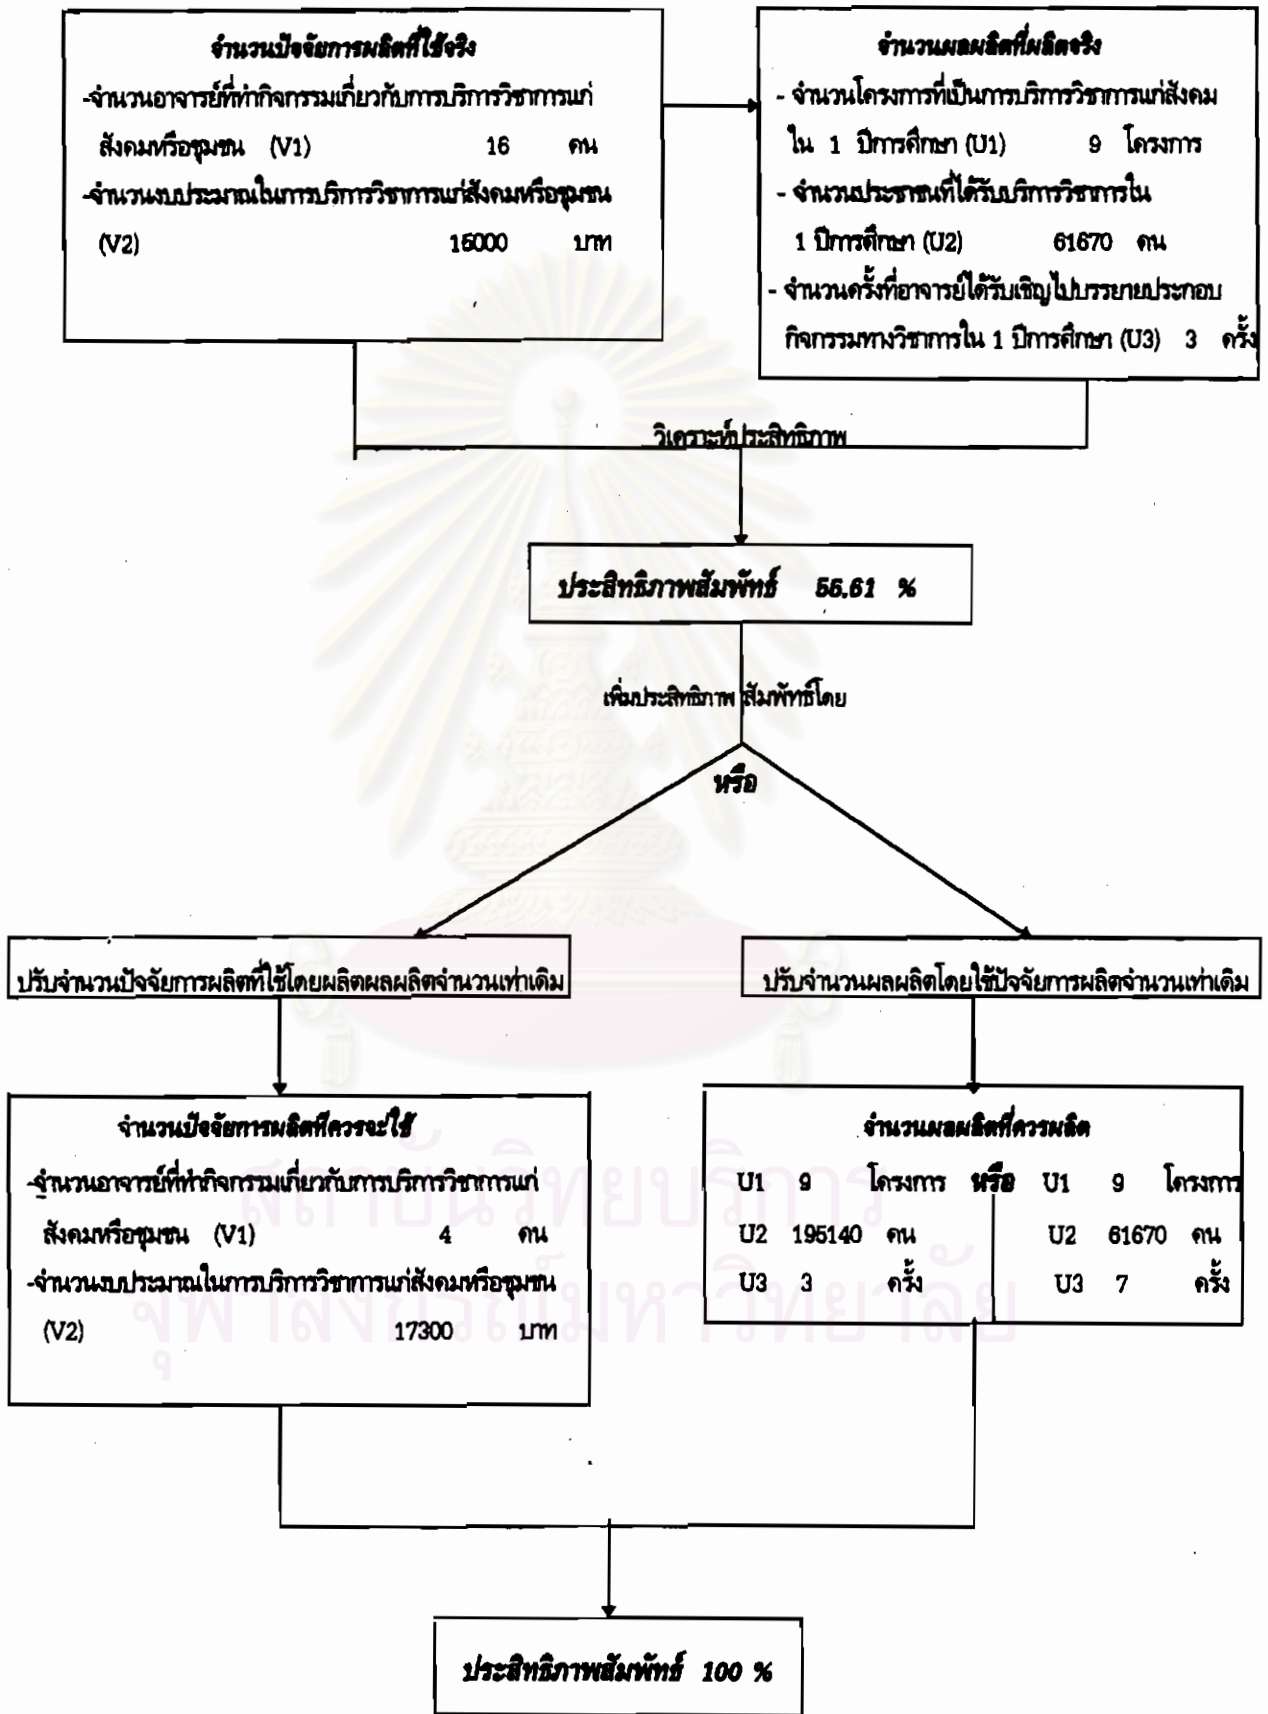 จำนวนปัจจัยการผลิตที่ใช้จริง
-จำนวนอาจารย์ที่ทำกิจกรรมเกี่ยวกับการบริการวิชาการแก่
สังคมหรือชุมชน (V1) 16 คน
-จำนวนงบประมาณในการบริการวิชาการแก่สังคมหรือชุมชน
(V2) 15000 บาท
จำนวนผลผลิตที่ผลิตจริง
- จำนวนโครงการที่เป็นการบริการวิชาการแก่สังคม
ใน 1 ปีการศึกษา (U1) 9 โครงการ
- จำนวนประชาชนที่ได้รับบริการวิชาการใน
1 ปีการศึกษา (U2) 61670 คน
- จำนวนครั้งที่อาจารย์ได้รับเชิญไปบรรยายประกอบ
กิจกรรมทางวิชาการใน 1 ปีการศึกษา (U3) 3 ครั้ง
วิเคราะห์ประสิทธิภาพ
ประสิทธิภาพสัมพัทธ์ 55.61 %
เพิ่มประสิทธิภาพ สัมพัทธ์โดย
หรือ
ปรับจำนวนปัจจัยการผลิตที่ใช้โดยผลิตผลผลิตจำนวนเท่าเดิม
ปรับจำนวนผลผลิตโดยใช้ปัจจัยการผลิตจำนวนเท่าเดิม
จำนวนปัจจัยการผลิตที่ควรจะใช้
-จำนวนอาจารย์ที่ทำกิจกรรมเกี่ยวกับการบริการวิชาการแก่
สังคมหรือชุมชน (V1) 4 คน
-จำนวนงบประมาณในการบริการวิชาการแก่สังคมหรือชุมชน
(V2) 17300 บาท
จำนวนผลผลิตที่ควรผลิต
U1 9 โครงการ หรือ U1 9 โครงการ
U2 195140 คน U2 61670 คน
U3 3 ครั้ง U3 7 ครั้ง
สถาบันวิทยบริการ
จุฬาลงกรณ์มหาวิทยาลัย
ประสิทธิภาพสัมพัทธ์ 100 %